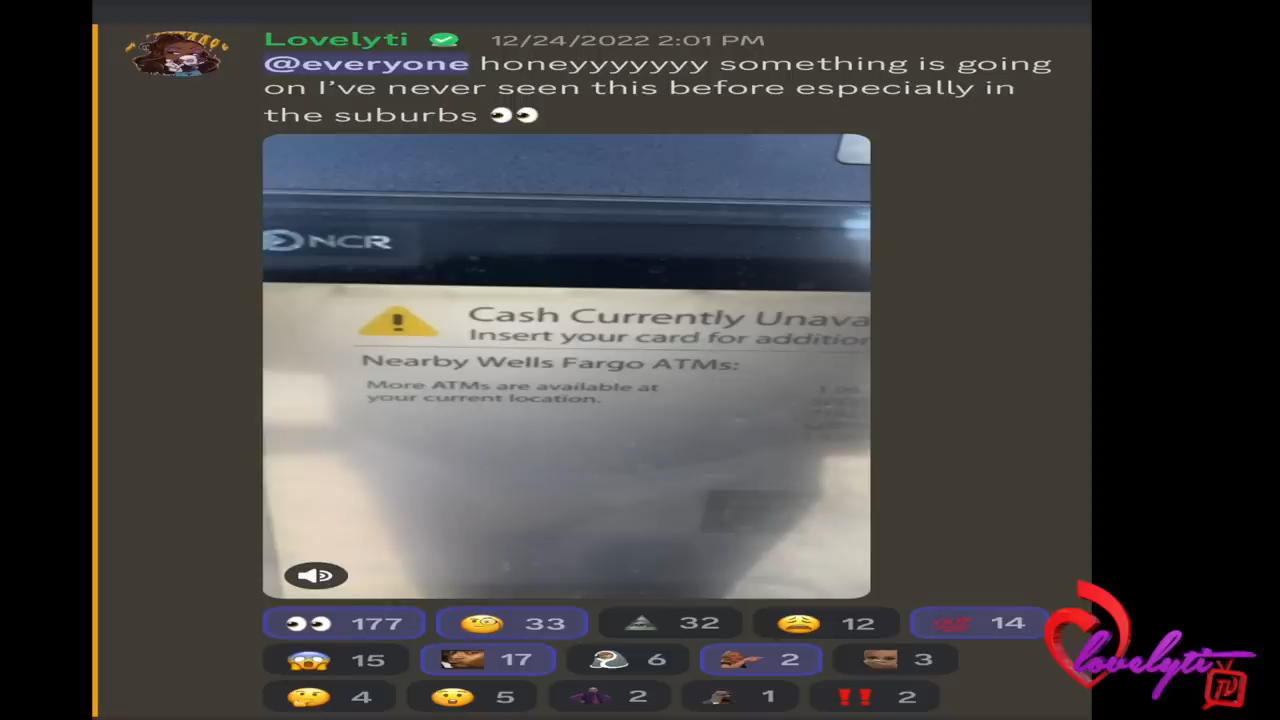 Lovelyti 12/24/2022 2:01 PM
@everyone honeyyyyyyy something is going
on I’ve never seen this before especially in
the suburbs 👀
NCR
Cash Currently Unava
Insert your card for addition
Nearby Wells Fargo ATMs:
More ATMs are available at
your current location.
177 33 32 12 14
15 17 6 2 3
4 5 2 1 2
lovelyti
TV